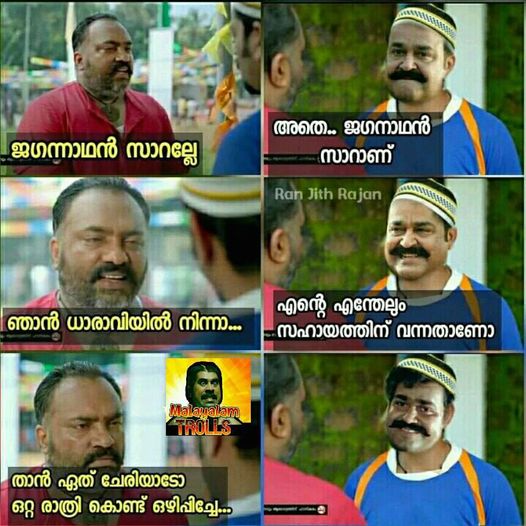 ജഗന്നാഥൻ സാറല്ലേ
അതെ.. ജഗനാഥൻ
സാറാണ്
Ran Jith Rajan
ഞാൻ ധാരാവിയിൽ നിന്നാ...
എന്റെ എന്തേലും
സഹായത്തിന് വന്നതാണോ
Malayalam
TROLLS
താൻ ഏത് ചേരിയാടോ
ഒറ്റ രാത്രി കൊണ്ട് ഒഴിപ്പിച്ചേ...